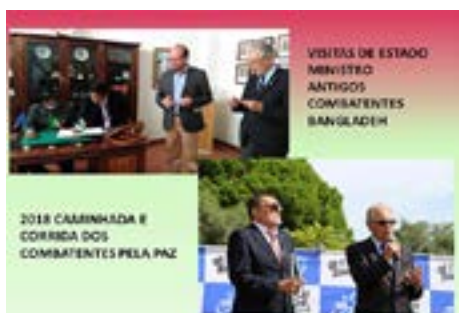 VISITAS DE ESTADO
MINISTRO
ANTIGOS
COMBATENTES
BANGLADEH
2018 CAMINHADA E
CORRIDA DOS
COMBATENTES PELA PAZ